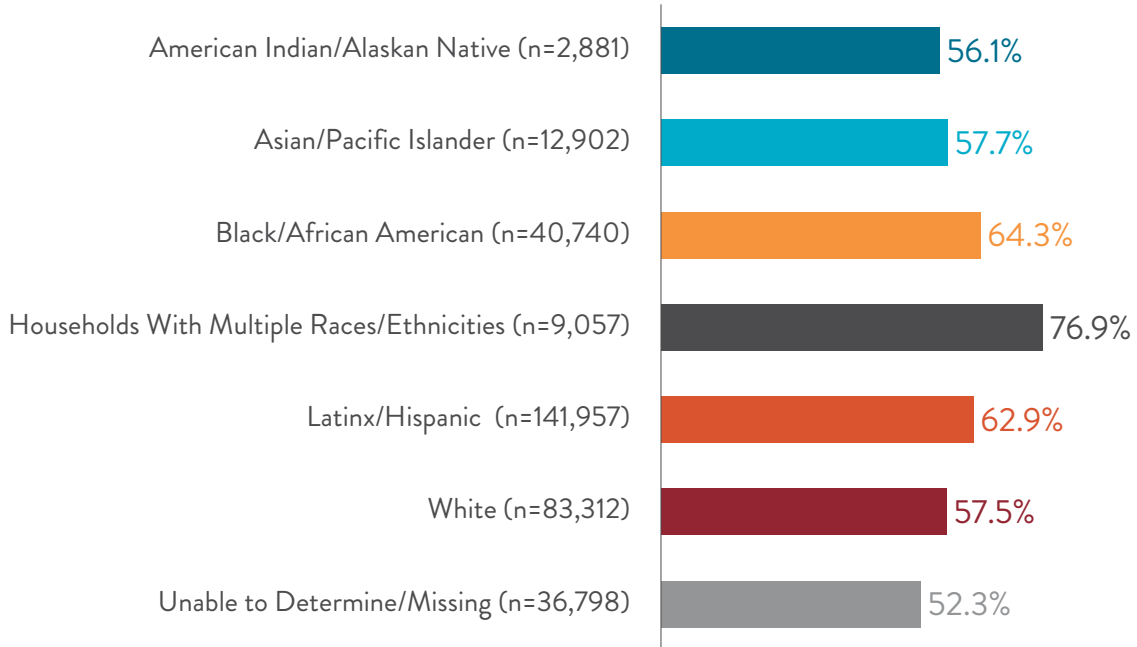 American Indian/Alaskan Native (n=2,881) 56.1%
Asian/Pacific Islander (n=12,902) 57.7%
Black/African American (n=40,740) 64.3%
Households With Multiple Races/Ethnicities (n=9,057) 76.9%
Latinx/Hispanic (n=141,957) 62.9%
White (n=83,312) 57.5%
Unable to Determine/Missing (n=36,798) 52.3%